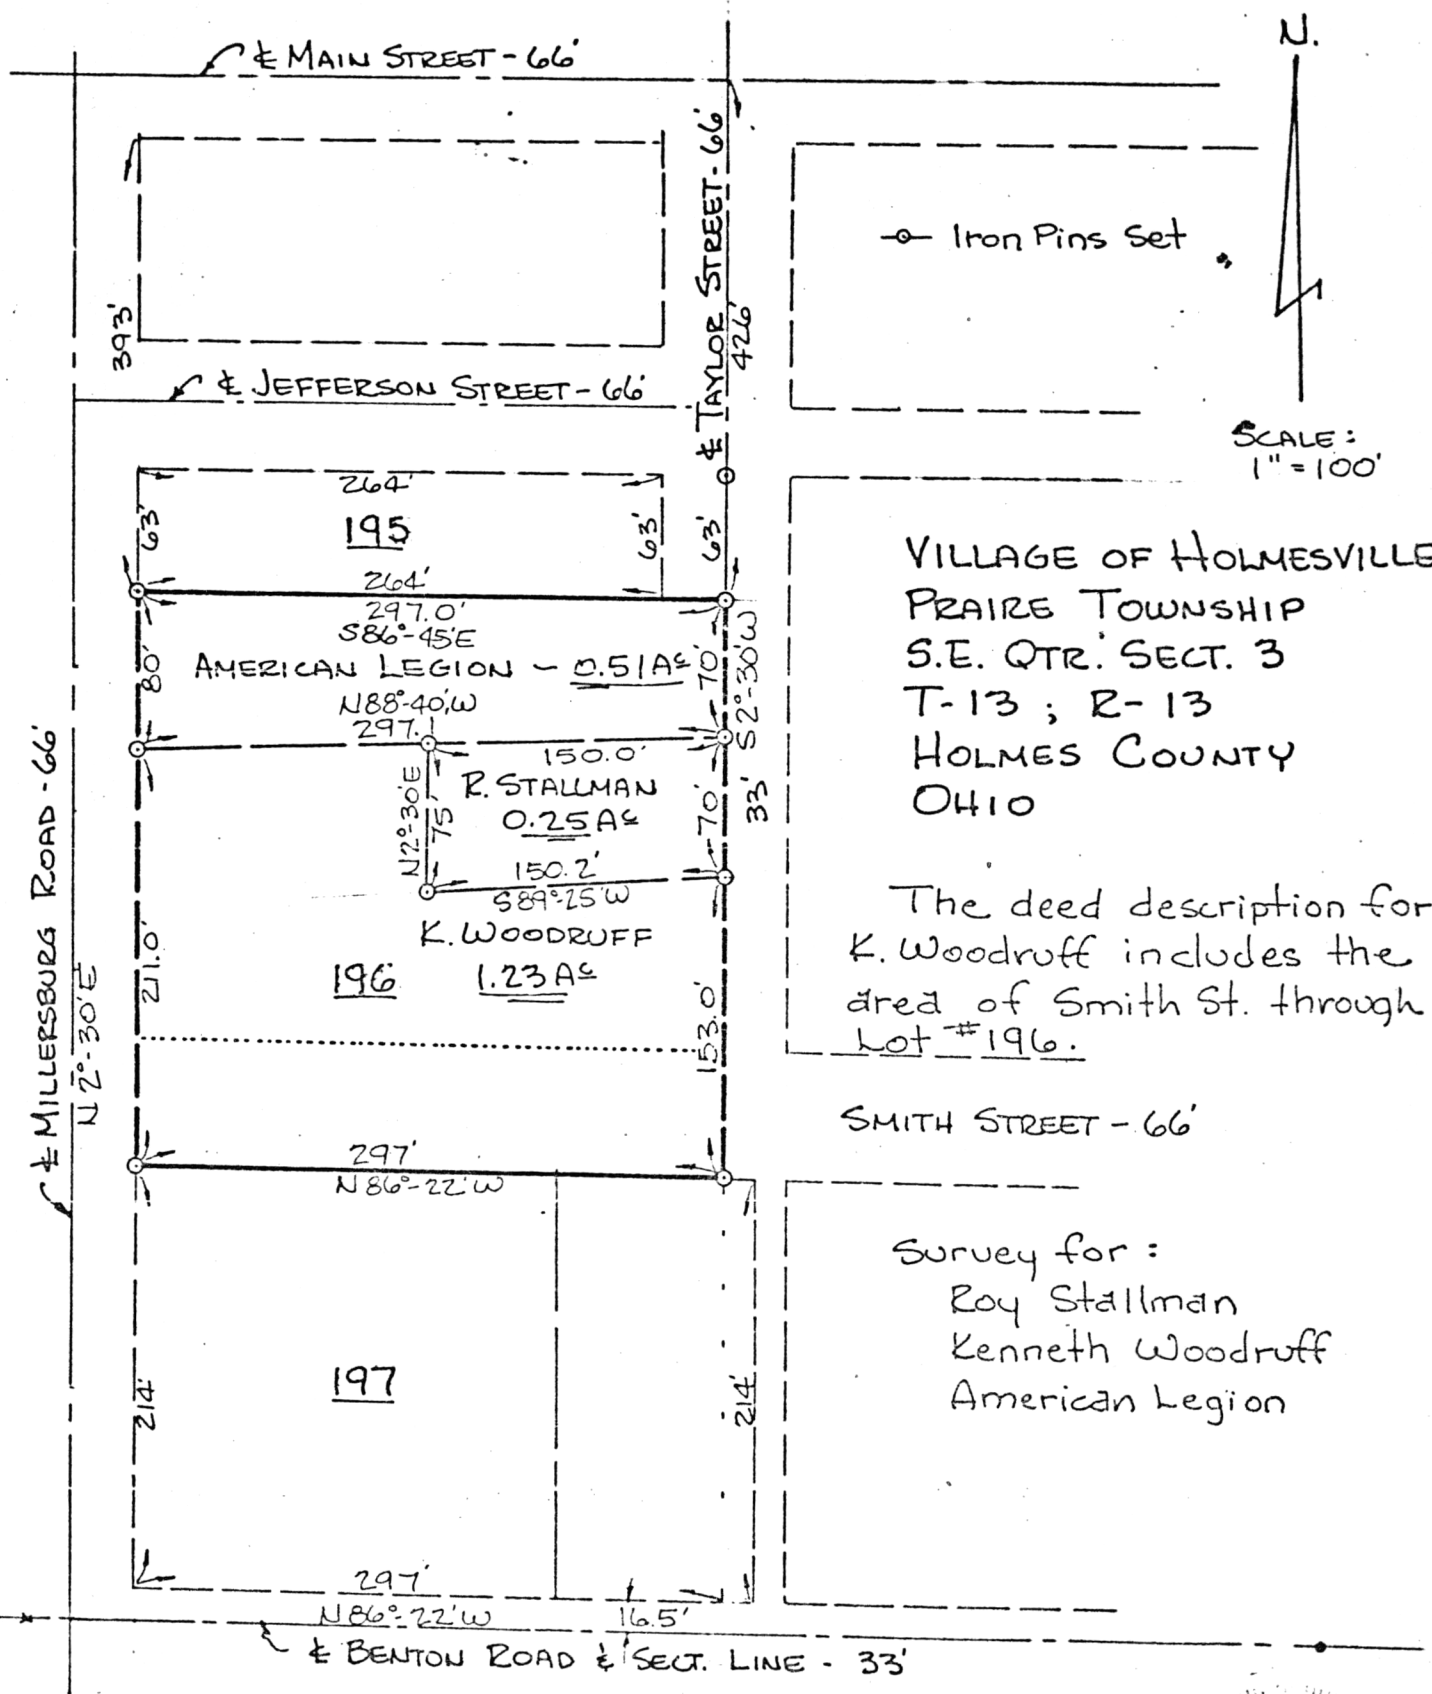 ℄ MAIN STREET - 66'
N.
℄ TAYLOR STREET - 66'
426'
Iron Pins Set
393'
℄ JEFFERSON STREET - 66'
SCALE:
1" = 100'
264'
195
63'
63'
63'
264'
297.0'
S86°-45'E
AMERICAN LEGION - 0.51 Ac
80'
70'
S2°-30'W
N88°-40'W
297.
150.0'
R. STALLMAN
0.25 Ac
N2°-30'E
75'
70'
33'
150.2'
S89°-25'W
K. WOODRUFF
196
1.23 Ac
211.0'
153.0'
VILLAGE OF HOLMESVILLE
PRAIRE TOWNSHIP
S.E. QTR. SECT. 3
T-13 ; R-13
HOLMES COUNTY
OHIO
The deed description for
K. Woodruff includes the
area of Smith St. through
Lot #196.
℄ MILLERSBURG ROAD - 66'
N2°-30'E
SMITH STREET - 66'
297'
N86°-22'W
Survey for :
Roy Stallman
Kenneth Woodruff
American Legion
197
214'
214'
297'
N86°-22'W
16.5'
℄ BENTON ROAD & SECT. LINE - 33'